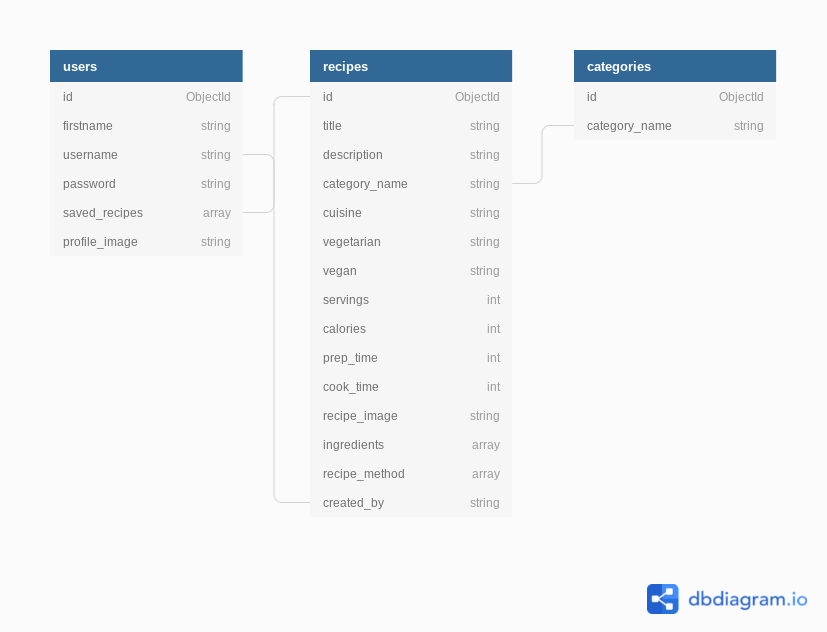 users
id ObjectId
firstname string
username string
password string
saved_recipes array
profile_image string
recipes
id ObjectId
title string
description string
category_name string
cuisine string
vegetarian string
vegan string
servings int
calories int
prep_time int
cook_time int
recipe_image string
ingredients array
recipe_method array
created_by string
categories
id ObjectId
category_name string
dbdiagram.io